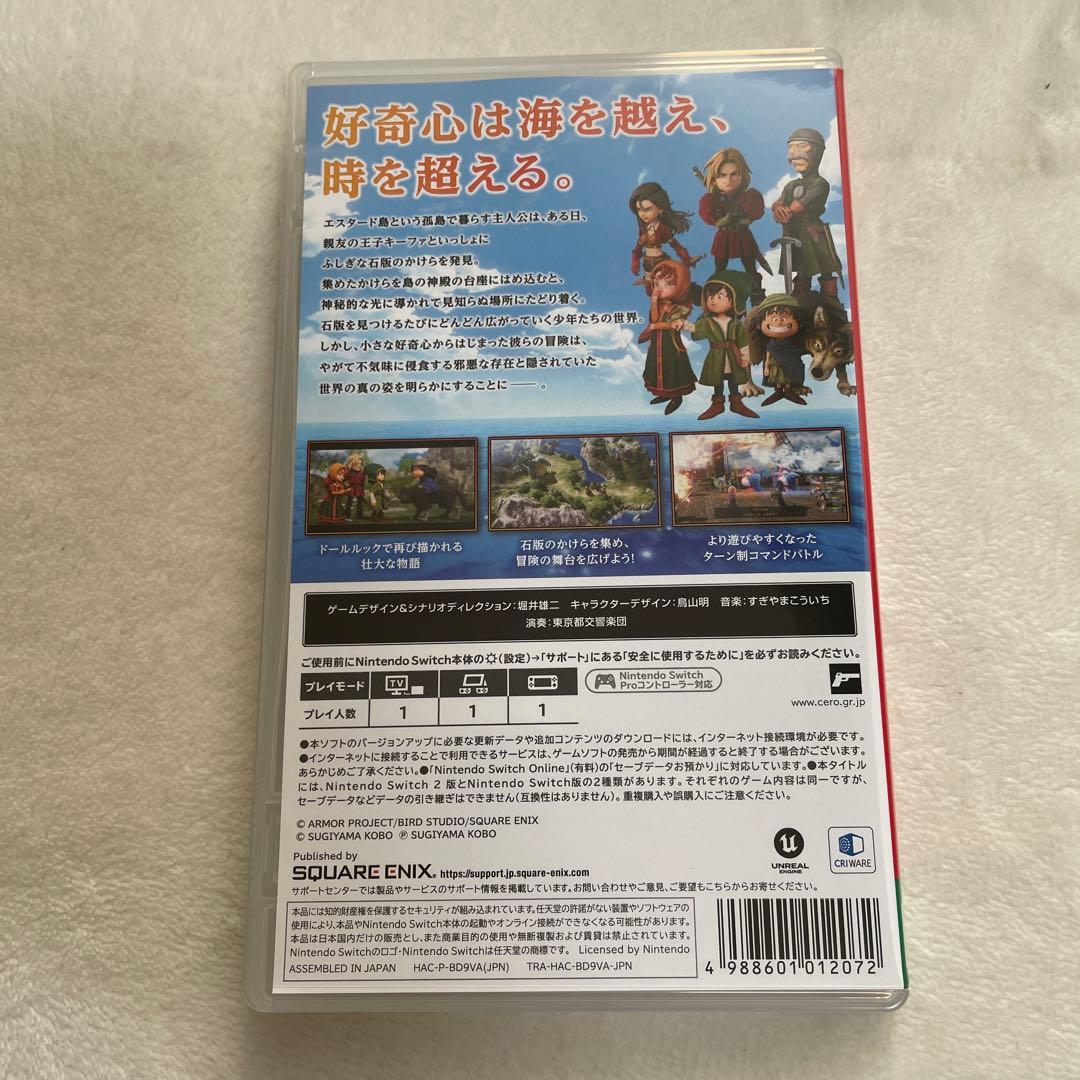 好奇心は海を越え、
時を超える。
エスタード島という孤島で暮らす主人公は、ある日、
親友の王子キーファといっしょに
ふしぎな石版のかけらを発見。
集めたかけらを島の神殿の台座にはめ込むと、
神秘的な光に導かれて見知らぬ場所にたどり着く。
石版を見つけるたびにどんどん広がっていく少年たちの世界。
しかし、小さな好奇心からはじまった彼らの冒険は、
やがて不気味に侵食する邪悪な存在と隠されていた
世界の真の姿を明らかにすることに――。
ドールルックで再び描かれる
壮大な物語
石版のかけらを集め、
冒険の舞台を広げよう!
より遊びやすくなった
ターン制コマンドバトル
ゲームデザイン&シナリオディレクション:堀井雄二 キャラクターデザイン:鳥山明 音楽:すぎやまこういち
演奏:東京都交響楽団
ご使用前にNintendo Switch本体の(設定)→「サポート」にある「安全に使用するために」を必ずお読みください。
プレイモード TV
プレイ人数 1 1 1
Nintendo Switch
Proコントローラー対応
www.cero.gr.jp
●本ソフトのバージョンアップに必要な更新データや追加コンテンツのダウンロードには、インターネット接続環境が必要です。
●インターネットに接続することで利用できるサービスは、ゲームソフトの発売から期間が経過すると終了する場合がございます。
あらかじめご了承ください。●「Nintendo Switch Online」(有料)の「セーブデータお預かり」に対応しています。●本タイトル
には、Nintendo Switch 2 版とNintendo Switch版の2種類があります。それぞれのゲーム内容は同一ですが、
セーブデータなどデータの引き継ぎはできません(互換性はありません)。重複購入や誤購入にご注意ください。
© ARMOR PROJECT/BIRD STUDIO/SQUARE ENIX
© SUGIYAMA KOBO ℗ SUGIYAMA KOBO
Published by
SQUARE ENIX® https://support.jp.square-enix.com
UNREAL
ENGINE
CRIWARE
サポートセンターでは製品やサービスのサポート情報を掲載しています。お問い合わせやご意見、ご要望もこちらからお寄せください。
本品には知的財産権を保護するセキュリティが組み込まれています。任天堂の許諾がない装置やソフトウェアの
使用により、本品やNintendo Switch本体の起動やオンライン接続ができなくなる可能性があります。
本品は日本国内だけの販売とし、また商業目的の使用や無断複製および賃貸は禁止されています。
Nintendo Switchのロゴ・Nintendo Switchは任天堂の商標です。 Licensed by Nintendo
ASSEMBLED IN JAPAN HAC-P-BD9VA(JPN) TRA-HAC-BD9VA-JPN
4 988601 012072